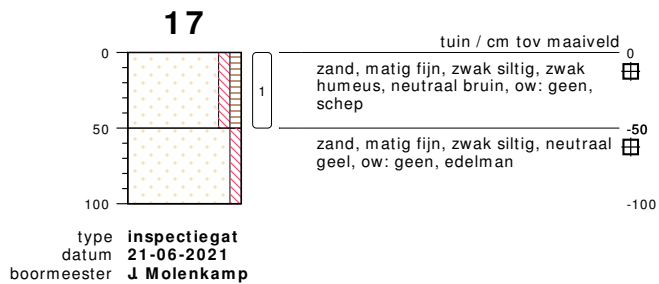 17
tuin / cm tov maaiveld
0
0
zand, matig fijn, zwak siltig, zwak
humeus, neutraal bruin, ow: geen,
schep
1
50
-50
zand, matig fijn, zwak siltig, neutraal
geel, ow: geen, edelman
100
-100
type inspectiegat
datum 21-06-2021
boormeester J. Molenkamp